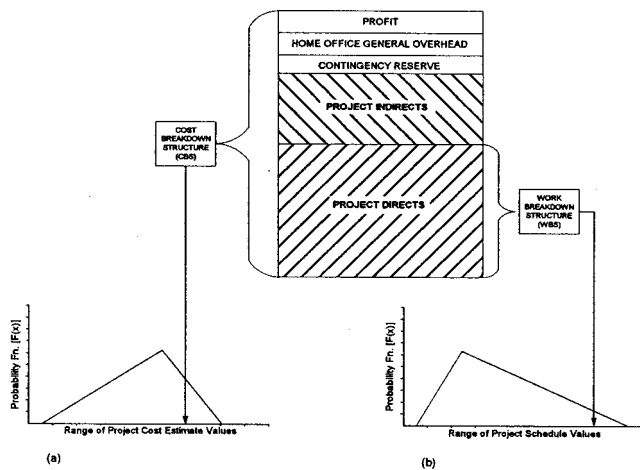 PROFIT
HOME OFFICE GENERAL OVERHEAD
CONTINGENCY RESERVE
PROJECT INDIRECTS
COST
BREAKDOWN
STRUCTURE
(CBS)
PROJECT DIRECTS
WORK
BREAKDOWN
STRUCTURE
(WBS)
Probability Fn. [F(x)]
Range of Project Cost Estimate Values
(a)
Probability Fn. [F(x)]
Range of Project Schedule Values
(b)